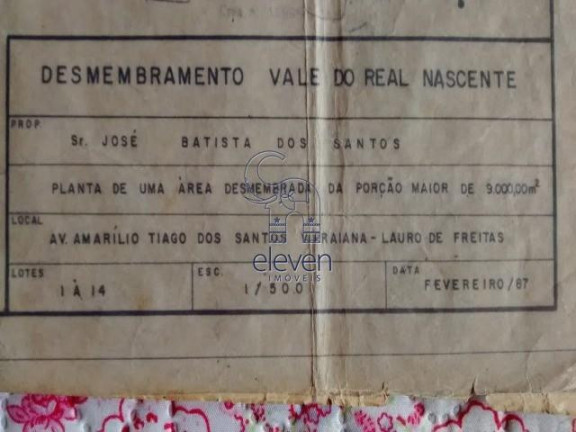 DESMEMBRAMENTO VALE DO REAL NASCENTE
PROP.
Sr. JOSÉ BATISTA DOS SANTOS
PLANTA DE UMA ÁREA DESMEMBRADA DA PORÇÃO MAIOR DE 9.000,00m²
LOCAL
AV. AMARÍLIO TIAGO DOS SANTOS - LAURO DE FREITAS
eleven
IMÓVEIS
LOTES
1 À 14
ESC.
1/500
DATA
FEVEREIRO/87